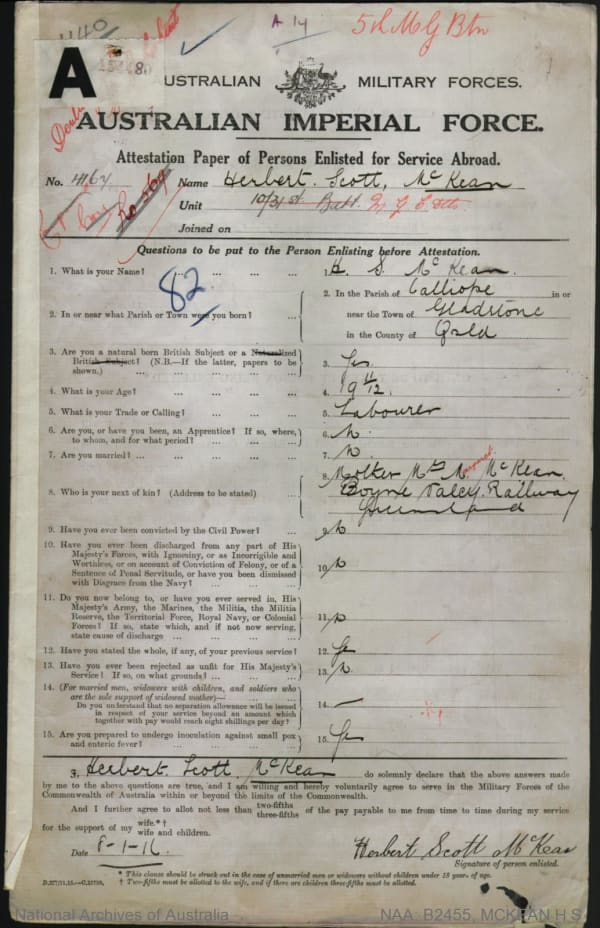 A 14
5th M G Btn
A
AUSTRALIAN MILITARY FORCES.
AUSTRALIAN IMPERIAL FORCE.
Attestation Paper of Persons Enlisted for Service Abroad.
No. 4164 Name Herbert Scott, McKean
Unit 10/31st Batt.
Joined on
Questions to be put to the Person Enlisting before Attestation.
1. What is your Name? ... ... ... 1. H. S. McKean.
82
2. In or near what Parish or Town were you born? ...
2. In the Parish of Calliope in or
near the Town of Gladstone
in the County of Qsld
3. Are you a natural born British Subject or a Naturalized
British Subject? (N.B.—If the latter, papers to be
shown.) ... ... ... ... 3. Yes
4. What is your Age? ... ... ... 4. 19 11/12
5. What is your Trade or Calling? ... ... ... 5. Labourer
6. Are you, or have you been, an Apprentice? If so, where,
to whom, and for what period? ... ... ... 6. No
7. Are you married? ... ... ... ... 7. No
8. Who is your next of kin? (Address to be stated) ...
8. Mother Mrs M. McKean
Margaret
Boyne Valey Railway
Queensland
9. Have you ever been convicted by the Civil Power? ... 9. No
10. Have you ever been discharged from any part of His
Majesty's Forces, with Ignominy, or as Incorrigible and
Worthless, or on account of Conviction of Felony, or of a
Sentence of Penal Servitude, or have you been dismissed
with Disgrace from the Navy? ... ... 10. No
11. Do you now belong to, or have you ever served in, His
Majesty's Army, the Marines, the Militia, the Militia
Reserve, the Territorial Force, Royal Navy, or Colonial
Forces? If so, state which, and if not now serving,
state cause of discharge ... ... ... ... 11. No
12. Have you stated the whole, if any, of your previous service? 12. Yes
13. Have you ever been rejected as unfit for His Majesty's
Service? If so, on what grounds? ... ... 13. No
14. (For married men, widowers with children, and soldiers who
are the sole support of widowed mother)—
Do you understand that no separation allowance will be issued
in respect of your service beyond an amount which
together with pay would reach eight shillings per day? 14. —
15. Are you prepared to undergo inoculation against small pox
and enteric fever? ... ... ... ... 15. Yes
I, Herbert Scott, McKean do solemnly declare that the above answers made
by me to the above questions are true, and I am willing and hereby voluntarily agree to serve in the Military Forces of the
Commonwealth of Australia within or beyond the limits of the Commonwealth.
And I further agree to allot not less than two-fifths three-fifths of the pay payable to me from time to time during my service
for the support of my wife.*† wife and children.
Date 8-1-16
Herbert Scott McKean
Signature of person enlisted.
* This clause should be struck out in the case of unmarried men or widowers without children under 18 years of age.
† Two-fifths must be allotted to the wife, and if there are children three-fifths must be allotted.
National Archives of Australia
NAA: B2455, MCKEAN H S